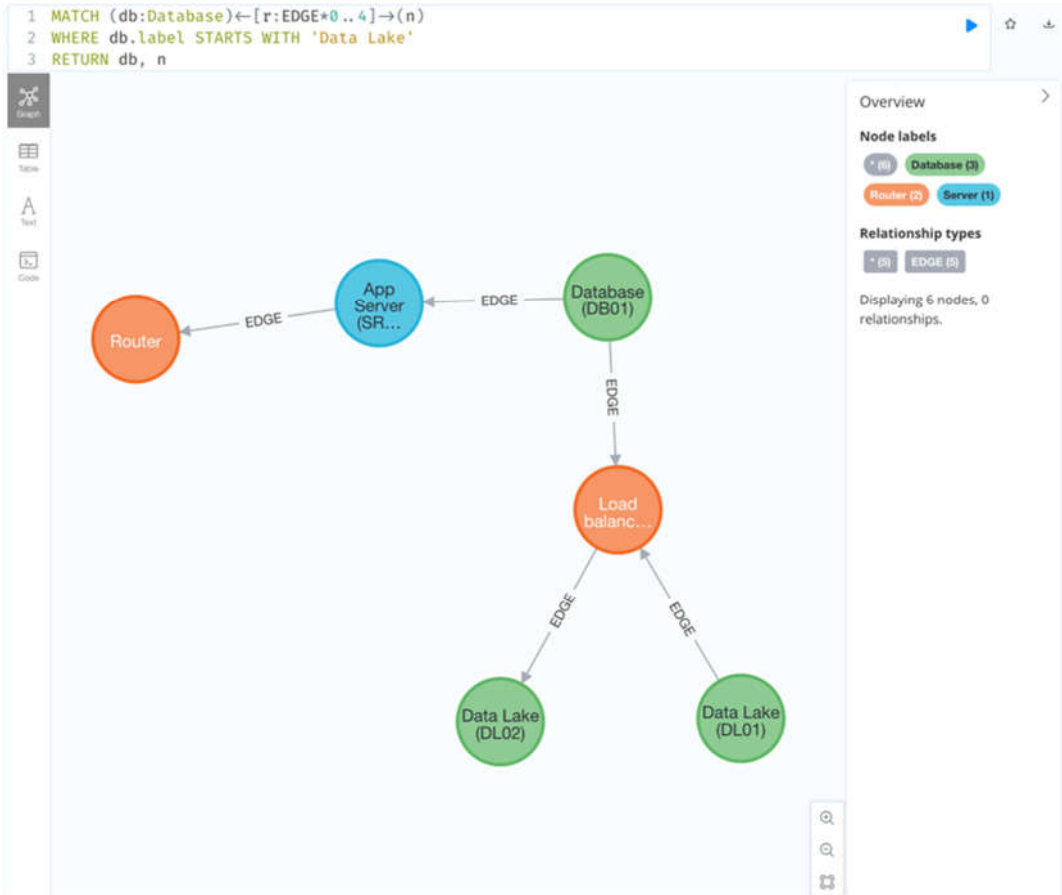 1 MATCH (db:Database)<-[r:EDGE*0..4]->(n)
2 WHERE db.label STARTS WITH 'Data Lake'
3 RETURN db, n
Graph
Table
Text
Code
Overview
Node labels
* (6) Database (3)
Router (2) Server (1)
Relationship types
* (5) EDGE (5)
Displaying 6 nodes, 0
relationships.
Router
EDGE
App
Server
(SR...
EDGE
Database
(DB01)
EDGE
Load
balanc...
EDGE
EDGE
Data Lake
(DL02)
Data Lake
(DL01)